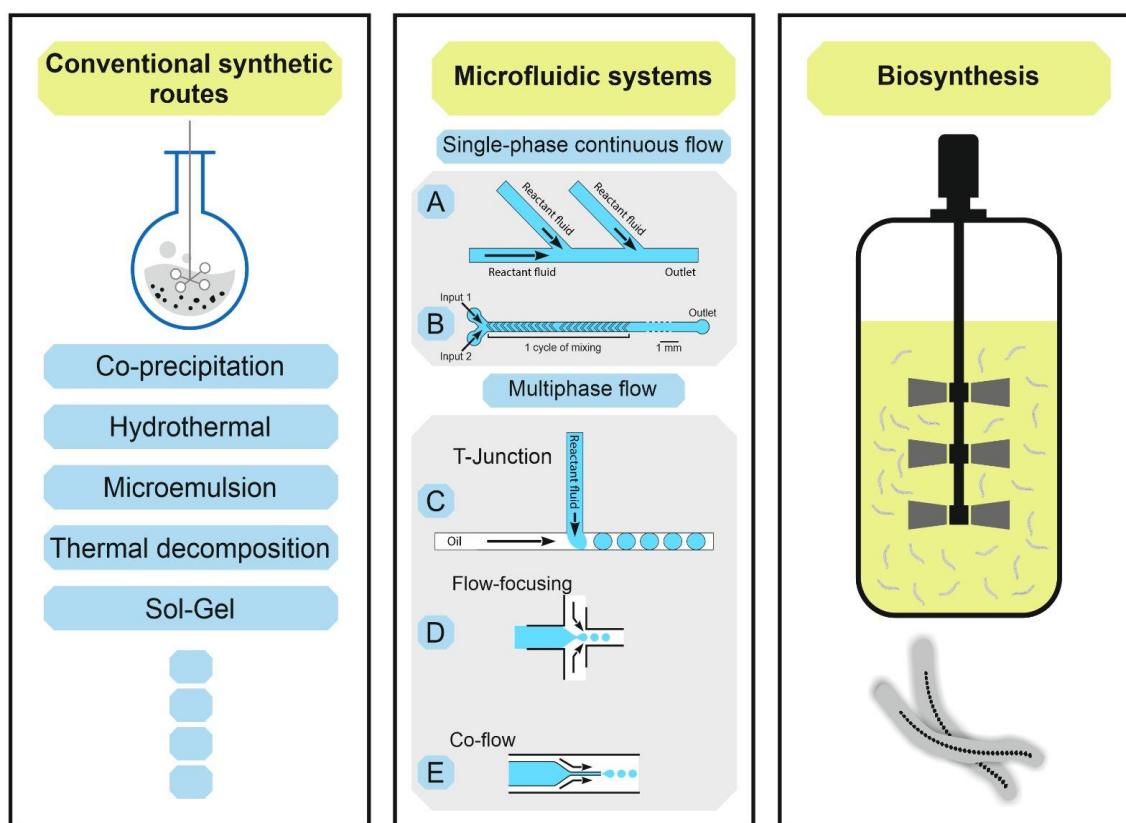 Conventional synthetic
routes
Co-precipitation
Hydrothermal
Microemulsion
Thermal decomposition
Sol-Gel
Microfluidic systems
Single-phase continuous flow
A
Reactant fluid
Reactant fluid
Reactant fluid
Outlet
B
Input 1
Input 2
1 cycle of mixing
1 mm
Outlet
Multiphase flow
T-Junction
C
Reactant fluid
Oil
Flow-focusing
D
Co-flow
E
Biosynthesis